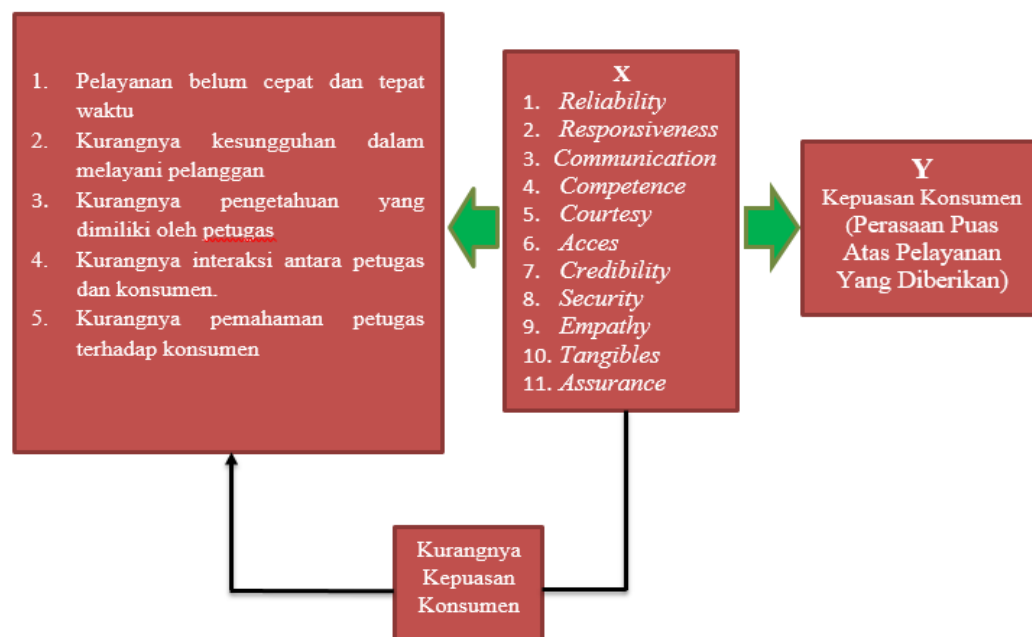 1. Pelayanan belum cepat dan tepat
waktu
2. Kurangnya kesungguhan dalam
melayani pelanggan
3. Kurangnya pengetahuan yang
dimiliki oleh petugas
4. Kurangnya interaksi antara petugas
dan konsumen.
5. Kurangnya pemahaman petugas
terhadap konsumen
X
1. Reliability
2. Responsiveness
3. Communication
4. Competence
5. Courtesy
6. Acces
7. Credibility
8. Security
9. Empathy
10. Tangibles
11. Assurance
Y
Kepuasan Konsumen
(Perasaan Puas
Atas Pelayanan
Yang Diberikan)
Kurangnya
Kepuasan
Konsumen